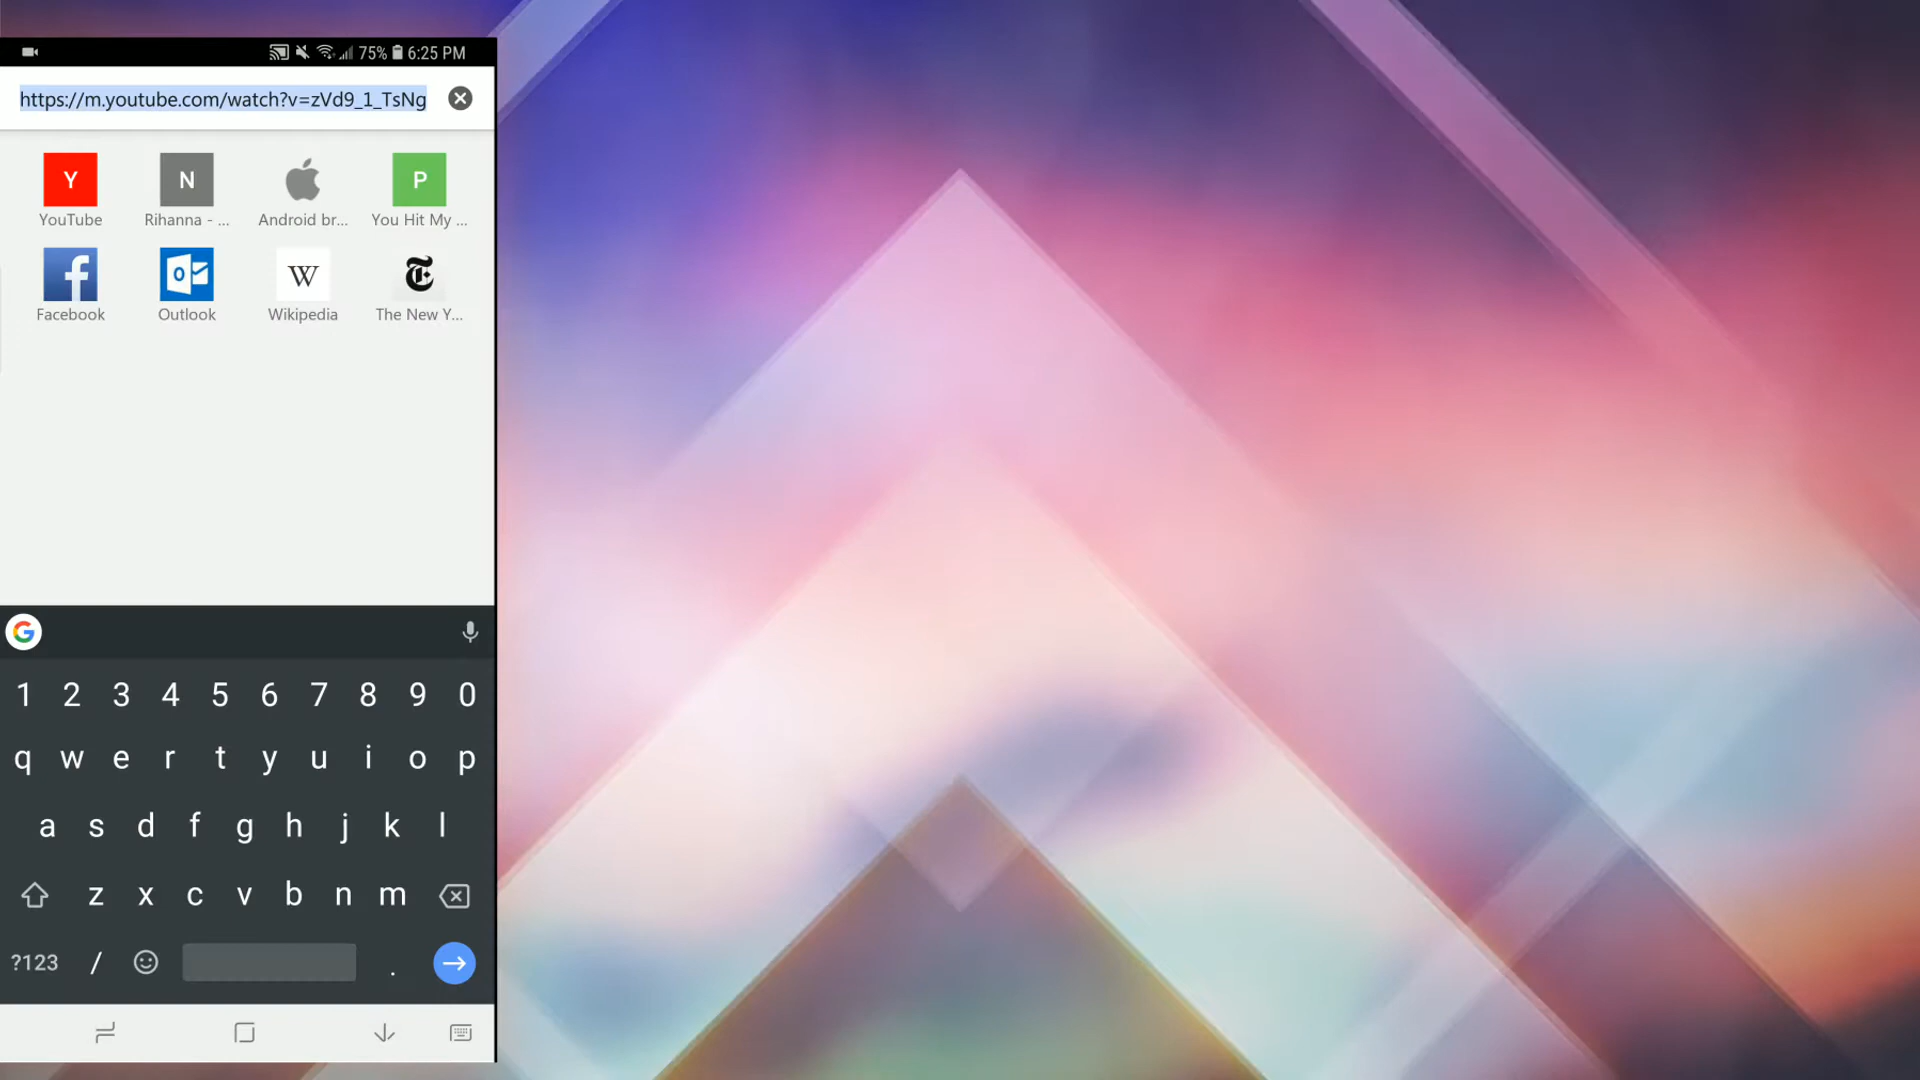 75% 6:25 PM
https://m.youtube.com/watch?v=zVd9_1_TsNg
Y N P
YouTube Rihanna - ... Android br... You Hit My ...
f o W T
Facebook Outlook Wikipedia The New Y...
G
1 2 3 4 5 6 7 8 9 0
q w e r t y u i o p
a s d f g h j k l
z x c v b n m
?123 / .